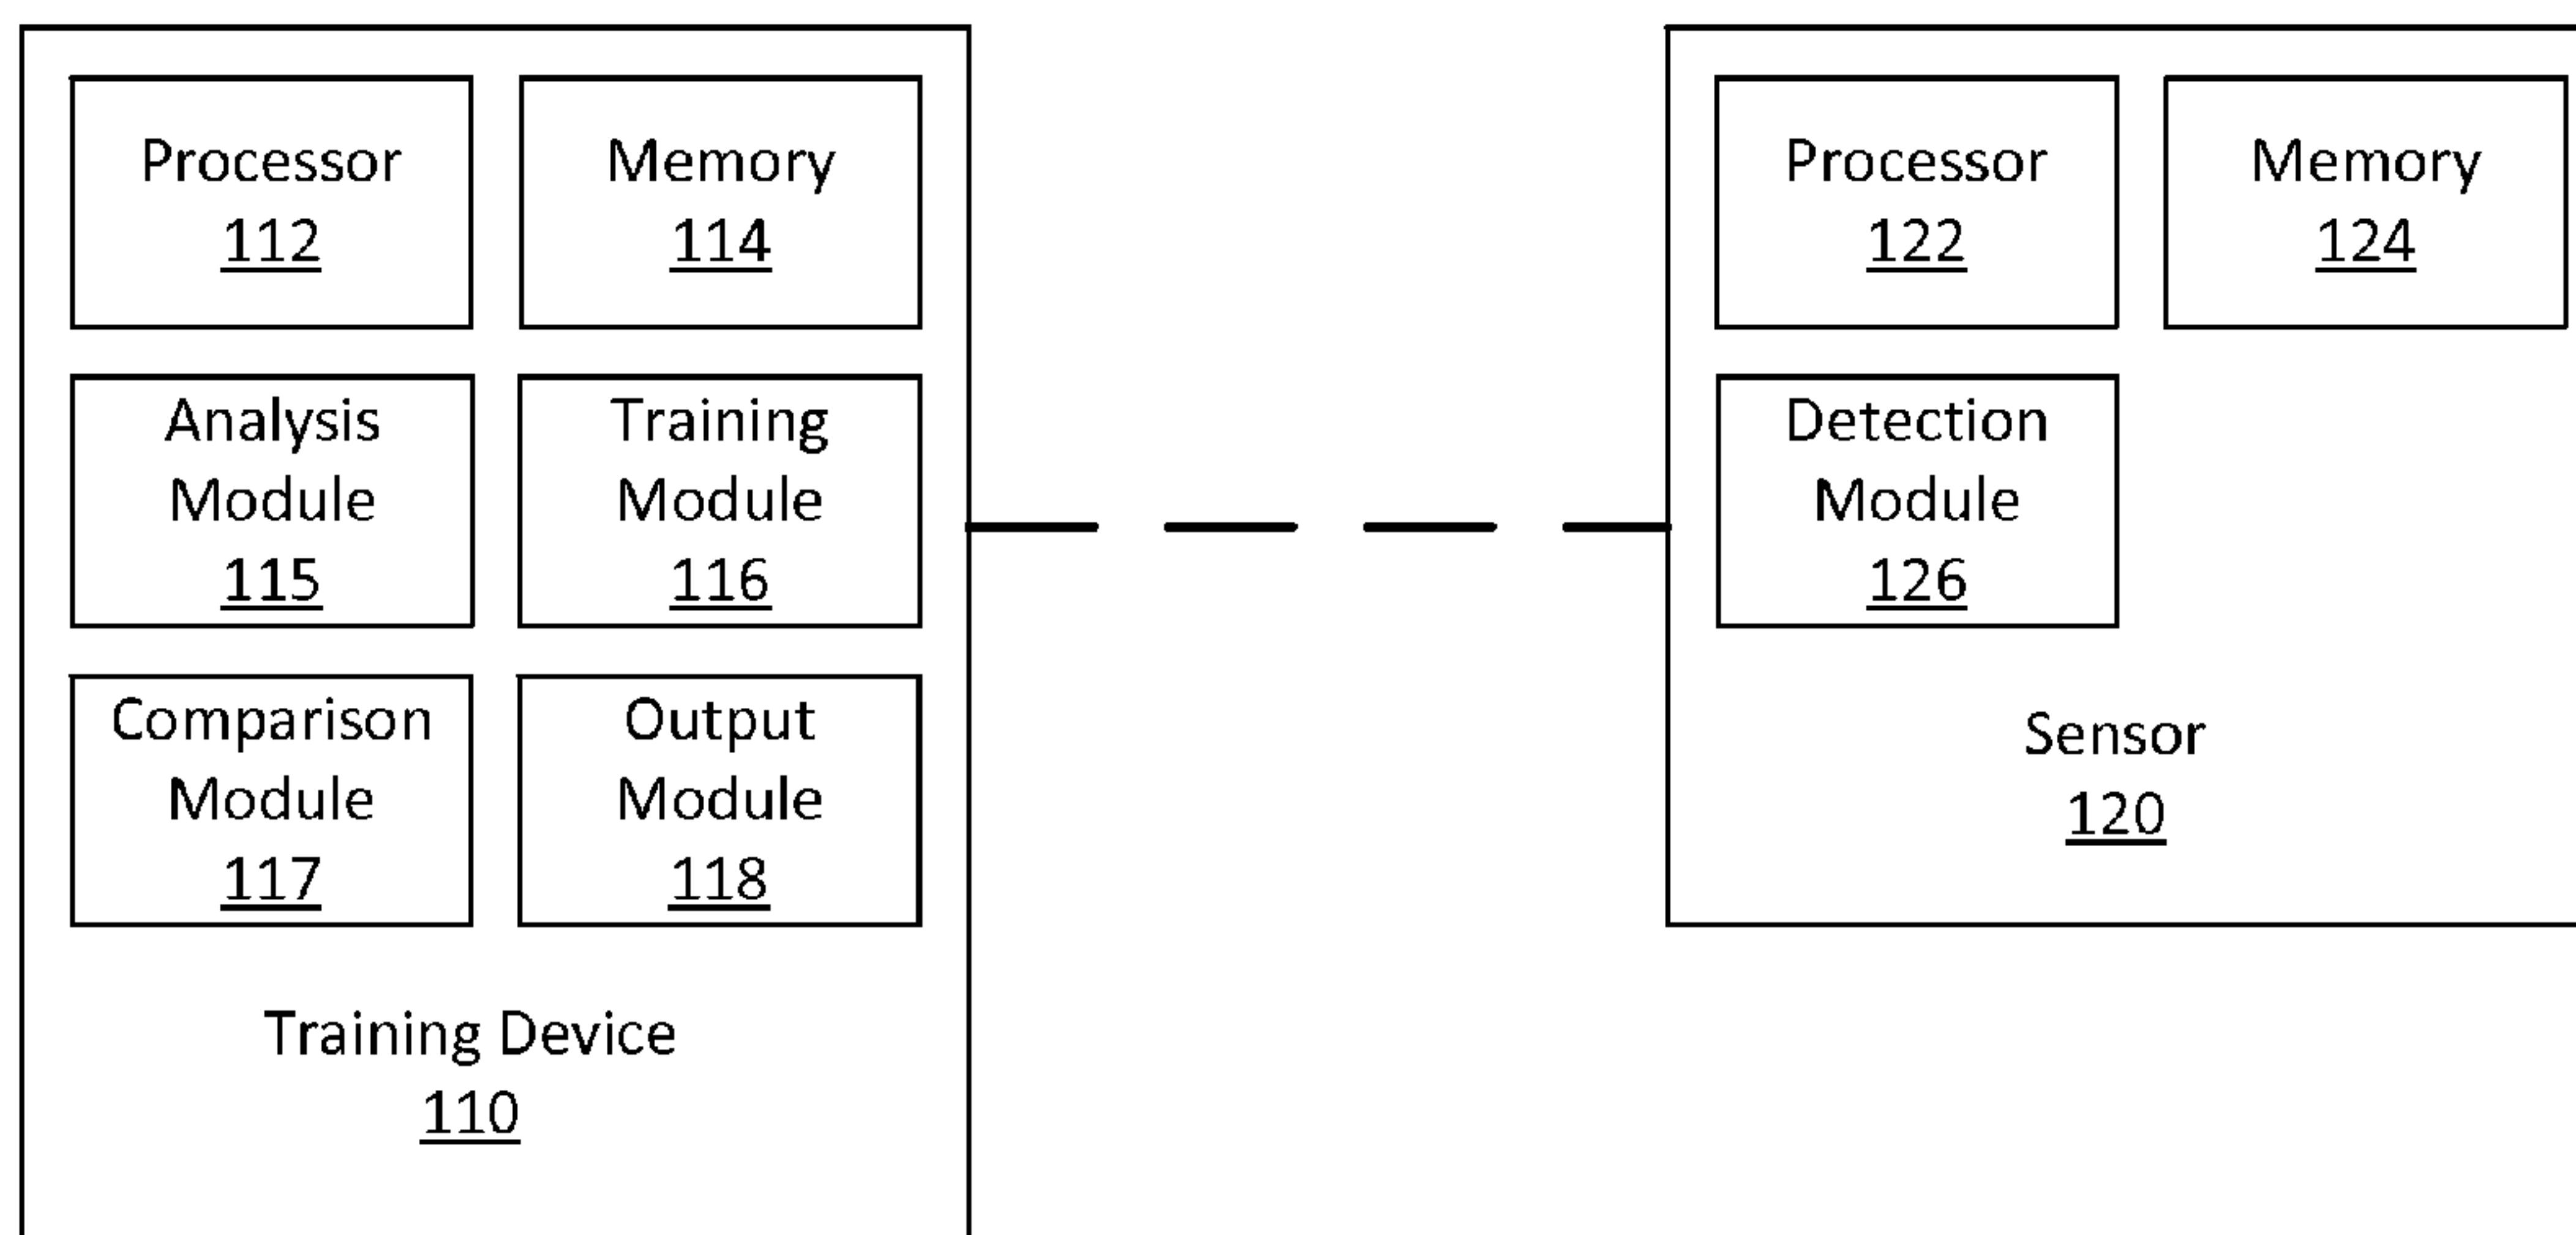 Processor
112
Memory
114
Analysis
Module
115
Training
Module
116
Comparison
Module
117
Output
Module
118
Training Device
110
Processor
122
Memory
124
Detection
Module
126
Sensor
120